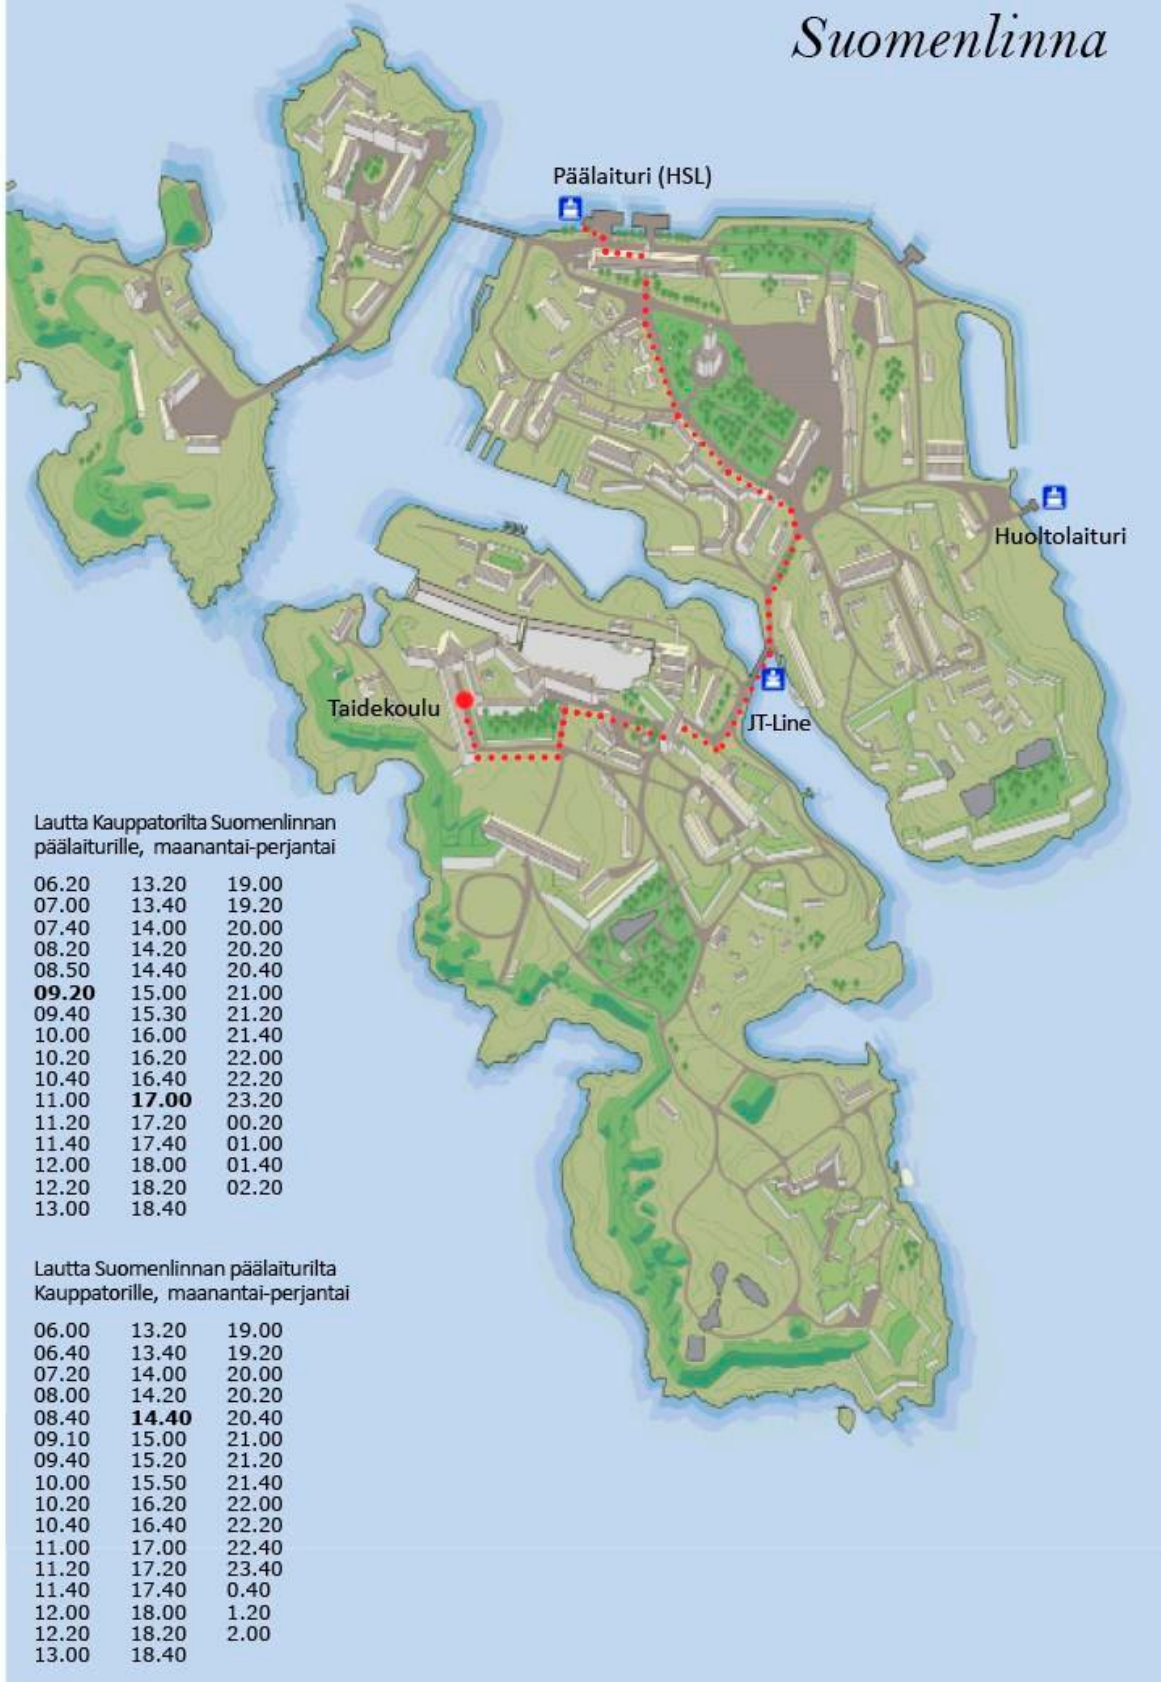 Suomenlinna
Päälaituri (HSL)
Huoltolaituri
Taidekoulu
JT-Line
Lautta Kauppatorilta Suomenlinnan
päälaiturille, maanantai-perjantai
06.20 13.20 19.00
07.00 13.40 19.20
07.40 14.00 20.00
08.20 14.20 20.20
08.50 14.40 20.40
09.20 15.00 21.00
09.40 15.30 21.20
10.00 16.00 21.40
10.20 16.20 22.00
10.40 16.40 22.20
11.00 17.00 23.20
11.20 17.20 00.20
11.40 17.40 01.00
12.00 18.00 01.40
12.20 18.20 02.20
13.00 18.40
Lautta Suomenlinnan päälaiturilta
Kauppatorille, maanantai-perjantai
06.00 13.20 19.00
06.40 13.40 19.20
07.20 14.00 20.00
08.00 14.20 20.20
08.40 14.40 20.40
09.10 15.00 21.00
09.40 15.20 21.20
10.00 15.50 21.40
10.20 16.20 22.00
10.40 16.40 22.20
11.00 17.00 22.40
11.20 17.20 23.40
11.40 17.40 0.40
12.00 18.00 1.20
12.20 18.20 2.00
13.00 18.40